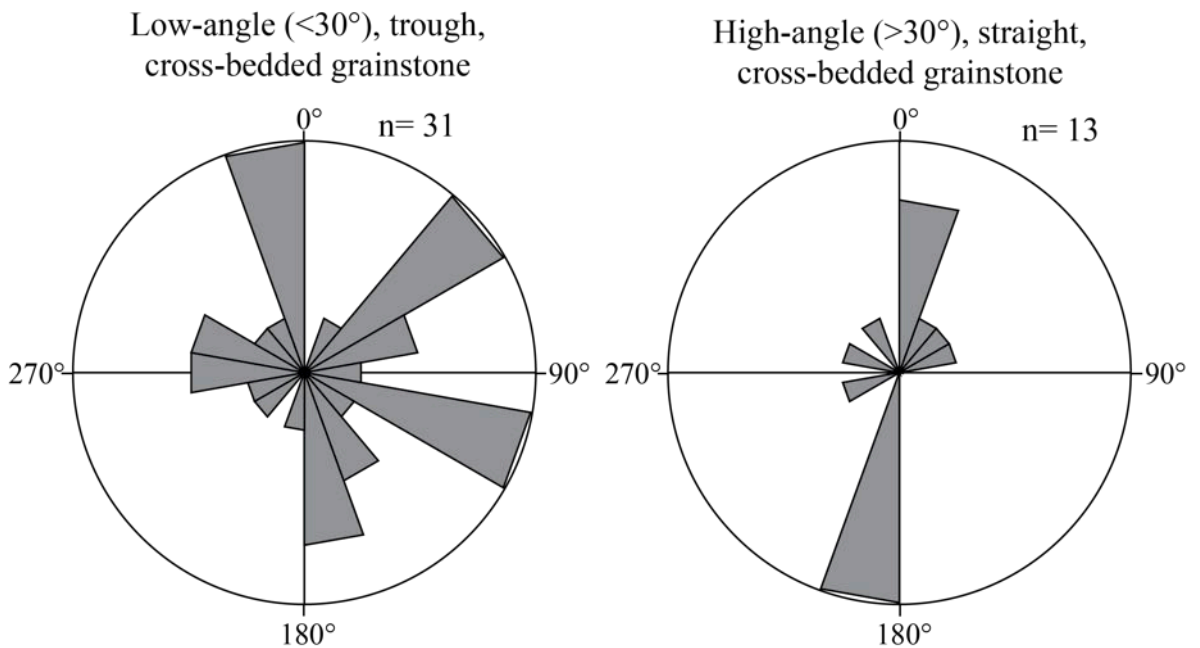 Low-angle (<30°), trough,
cross-bedded grainstone
0°
n= 31
270°
90°
180°
High-angle (>30°), straight,
cross-bedded grainstone
0°
n= 13
270°
90°
180°